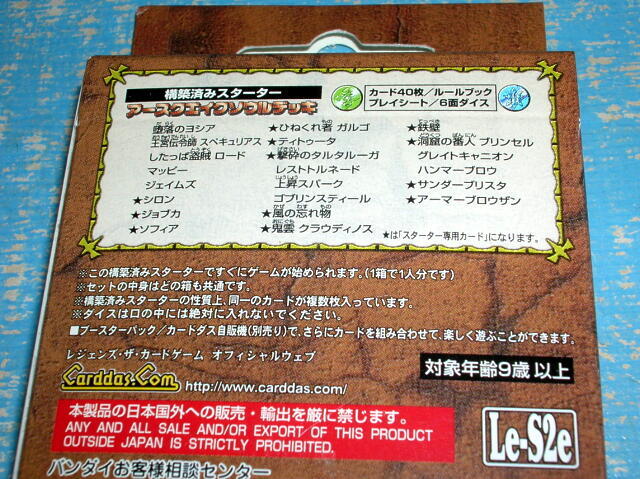 構築済みスターター
アースクエイクソウルデッキ
カード40枚/ルールブック
プレイシート/6面ダイス
堕落のヨシア
王宮伝令師 スペキュリアス
したっぱ盗賊 ロード
マッピー
ジェイムズ
★シロン
★ジョブカ
★ソフィア
★ひねくれ者 ガルゴ
★ティトゥータ
★撃砕のタルタルーガ
レストトルネード
上昇スパーク
ゴブリンスティール
★風の忘れ物
★鬼雲 クラウディノス
★鉄壁
★洞窟の番人 プリンセル
グレイトキャニオン
ハンマーブロウ
★サンダーブリスタ
★アーマーブロウザン
★は「スターター専用カード」になります。
※この構築済みスターターですぐにゲームが始められます。(1箱で1人分です)
※セットの中身はどの箱も共通です。
※構築済みスターターの性質上、同一のカードが複数枚入っています。
※ダイスは口の中には絶対に入れないでください。
■ブースターパック/カードダス自販機(別売り)で、さらにカードを組み合わせて、楽しく遊ぶことができます。
レジェンズ・ザ・カードゲーム オフィシャルウェブ
Carddas.Com http://www.carddas.com/
対象年齢9歳以上
本製品の日本国外への販売・輸出を厳に禁じます。
ANY AND ALL SALE AND/OR EXPORT OF THIS PRODUCT
OUTSIDE JAPAN IS STRICTLY PROHIBITED.
Le-S2e
バンダイお客様相談センター